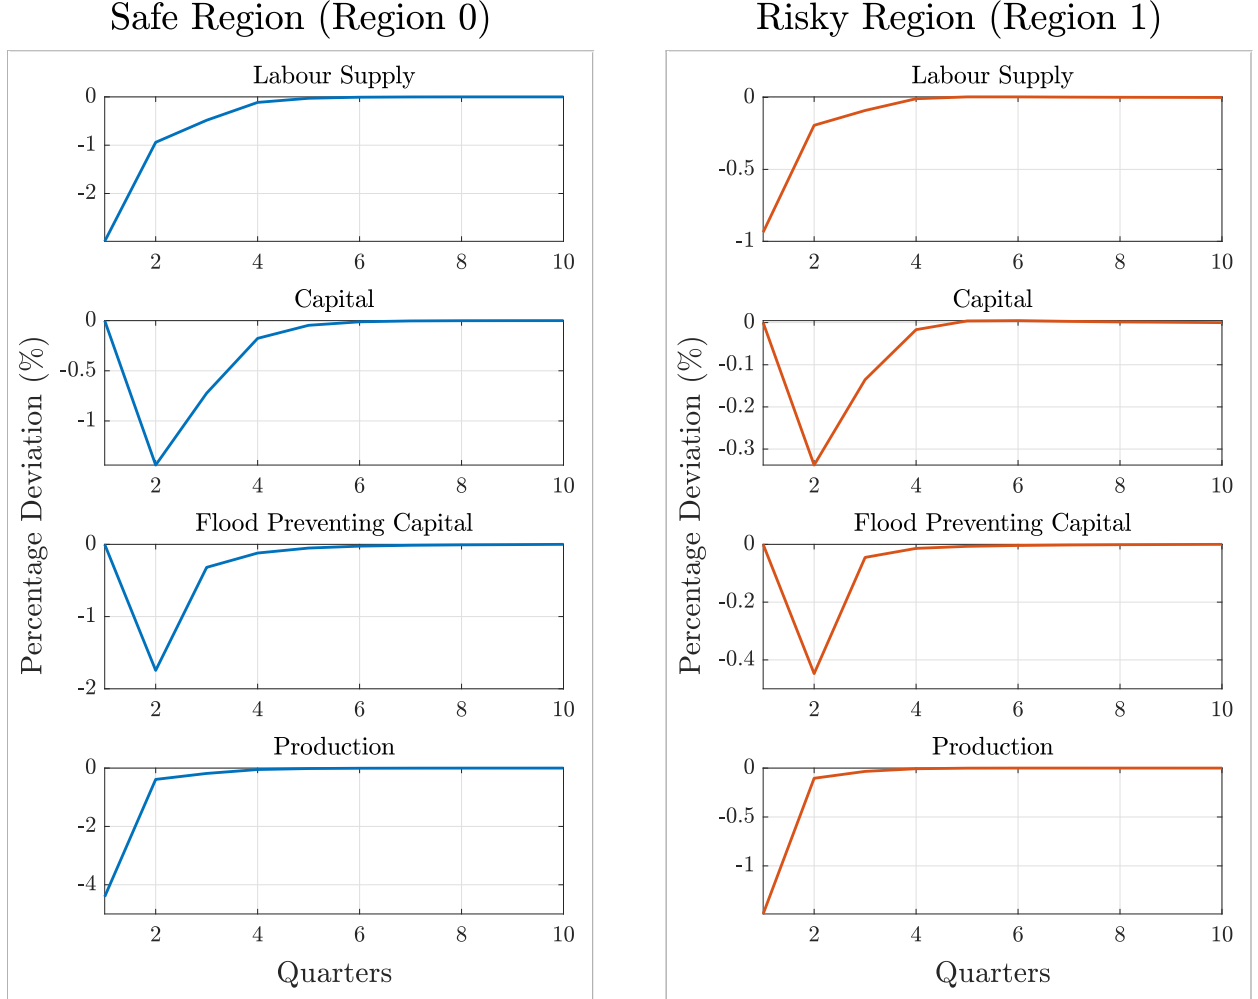 Safe Region (Region 0)
Percentage Deviation (%)
Labour Supply
0
-1
-2
2 4 6 8 10
Capital
0
-0.5
-1
2 4 6 8 10
Flood Preventing Capital
0
-1
-2
2 4 6 8 10
Production
0
-2
-4
2 4 6 8 10
Quarters
Risky Region (Region 1)
Percentage Deviation (%)
Labour Supply
0
-0.5
-1
2 4 6 8 10
Capital
0
-0.1
-0.2
-0.3
2 4 6 8 10
Flood Preventing Capital
0
-0.2
-0.4
2 4 6 8 10
Production
0
-0.5
-1
2 4 6 8 10
Quarters